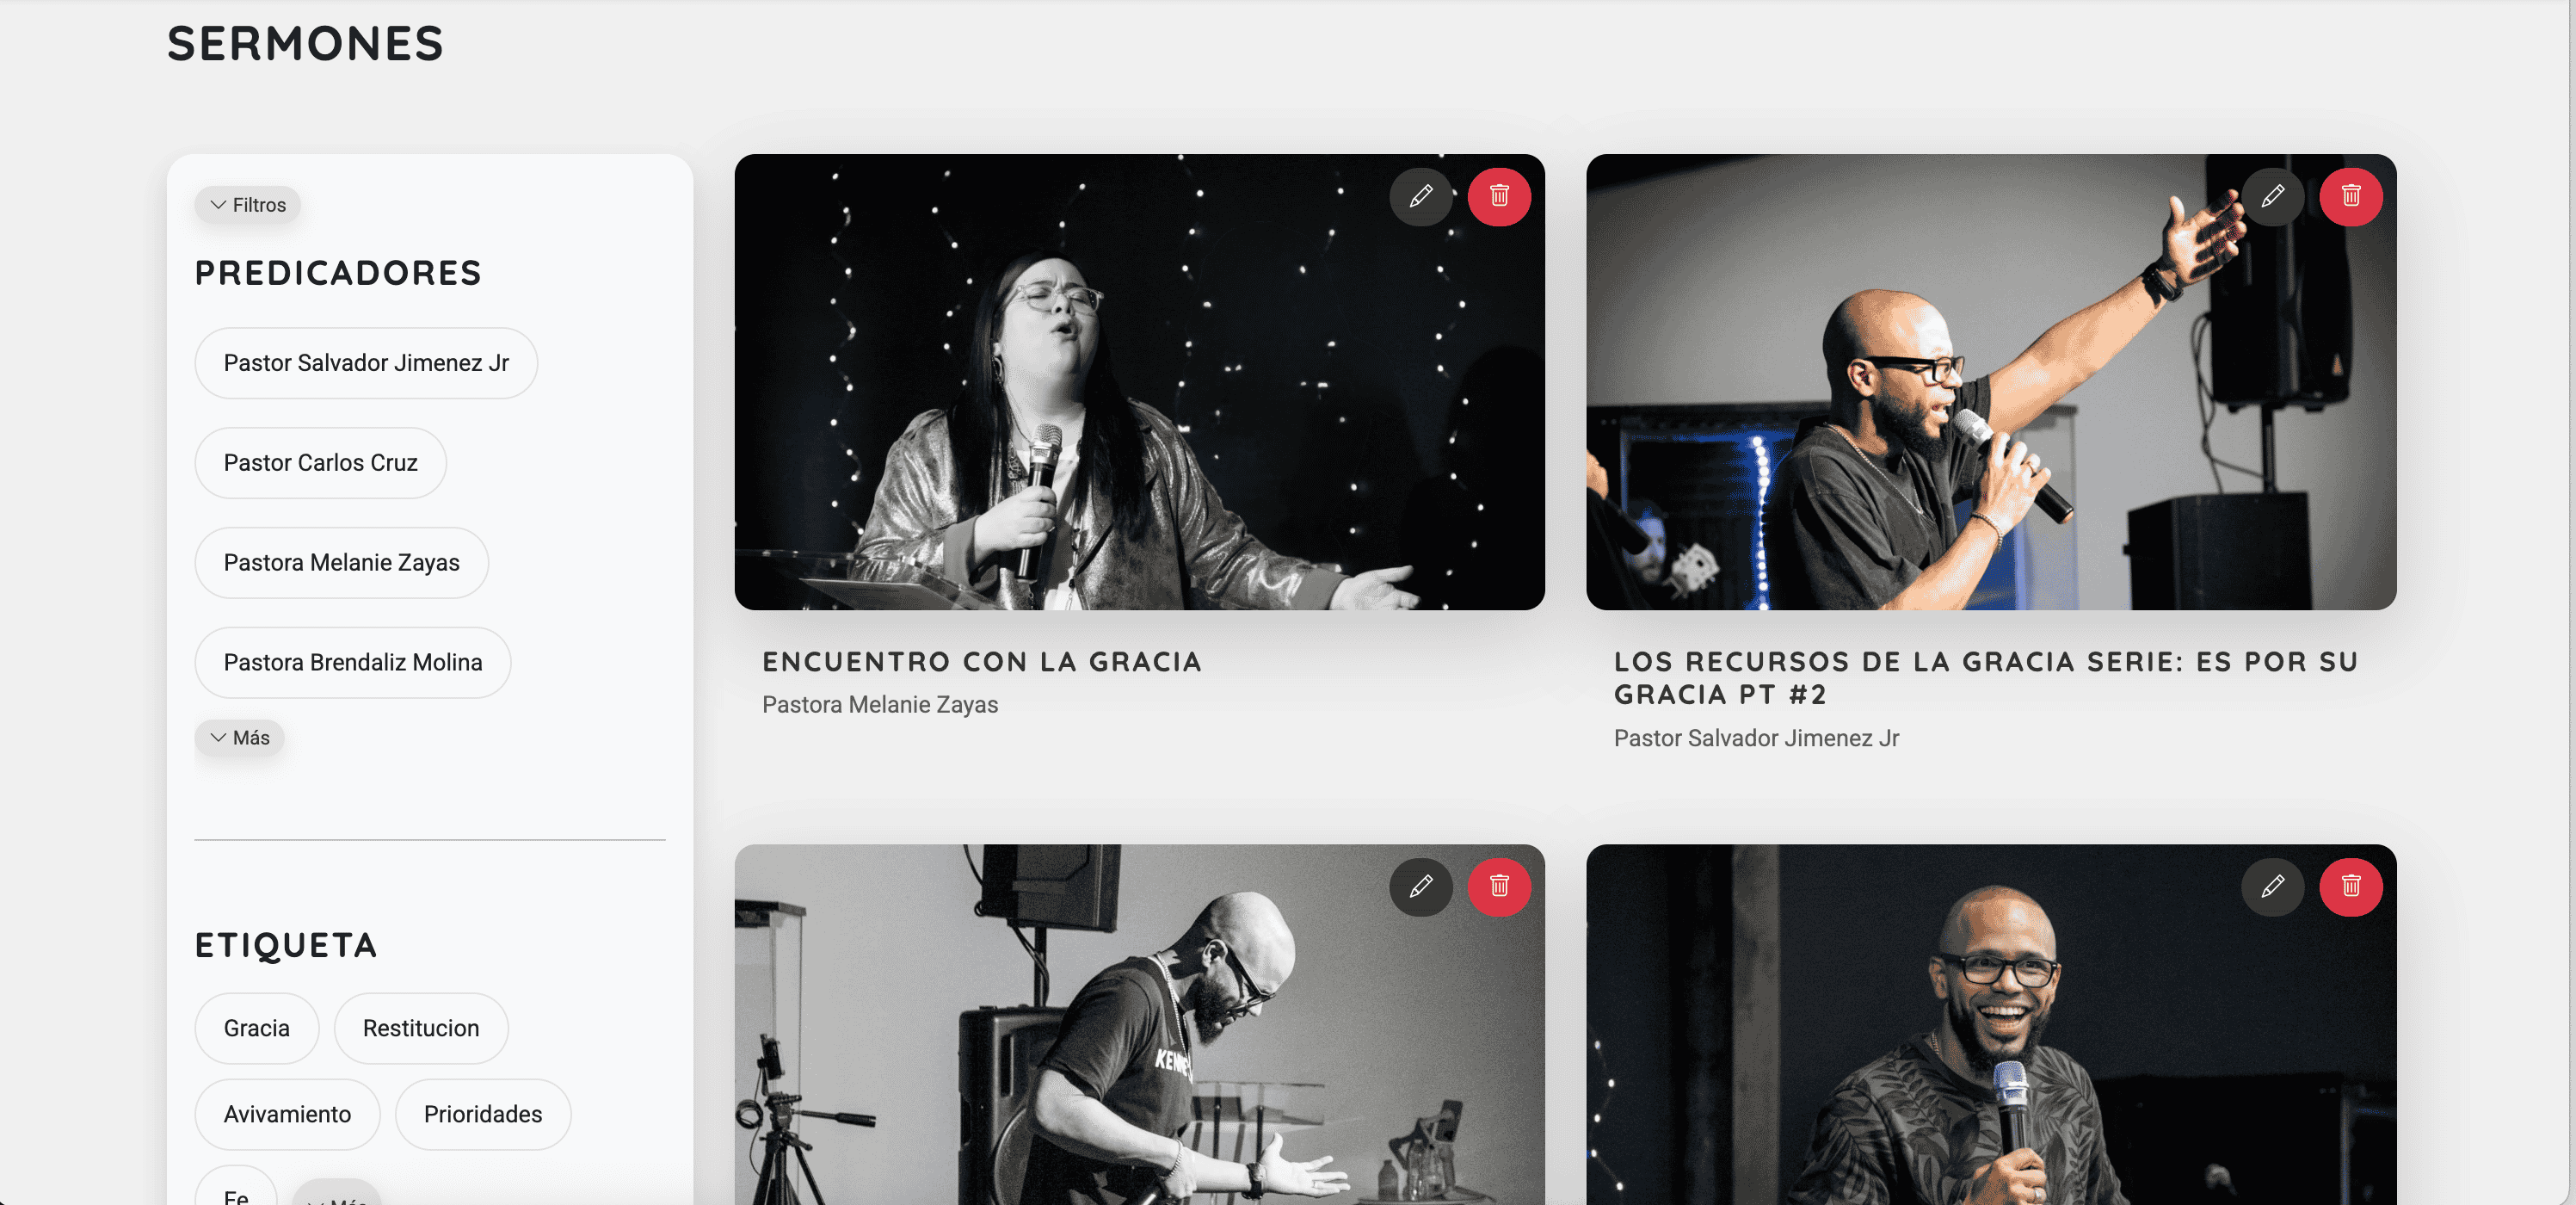 SERMONES
Filtros
PREDICADORES
Pastor Salvador Jimenez Jr
Pastor Carlos Cruz
Pastora Melanie Zayas
Pastora Brendaliz Molina
Más
ETIQUETA
Gracia
Restitucion
Avivamiento
Prioridades
Fe
Más
ENCUENTRO CON LA GRACIA
Pastora Melanie Zayas
LOS RECURSOS DE LA GRACIA SERIE: ES POR SU
GRACIA PT #2
Pastor Salvador Jimenez Jr